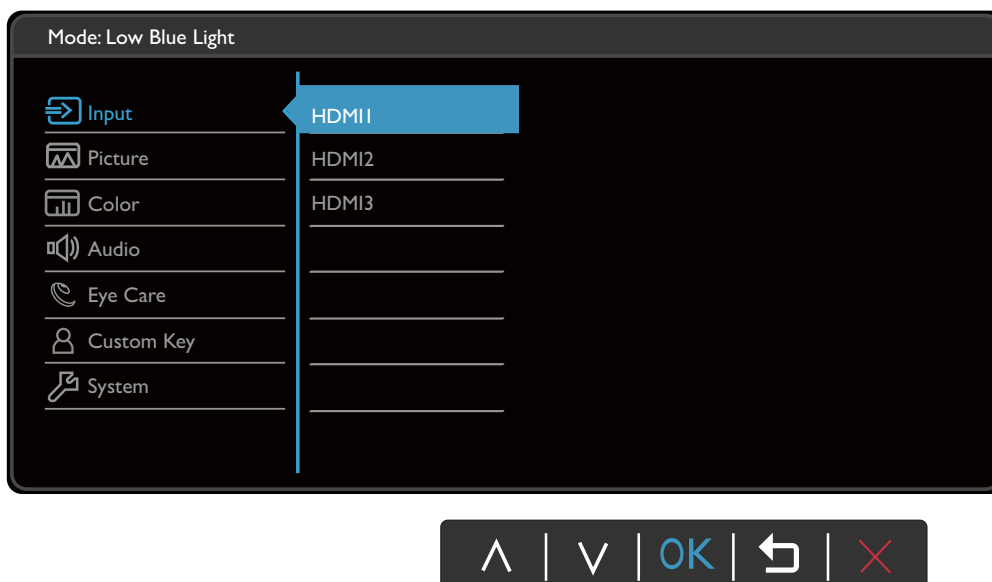 Mode: Low Blue Light
Input
HDMI1
Picture
HDMI2
Color
HDMI3
Audio
Eye Care
Custom Key
System
OK